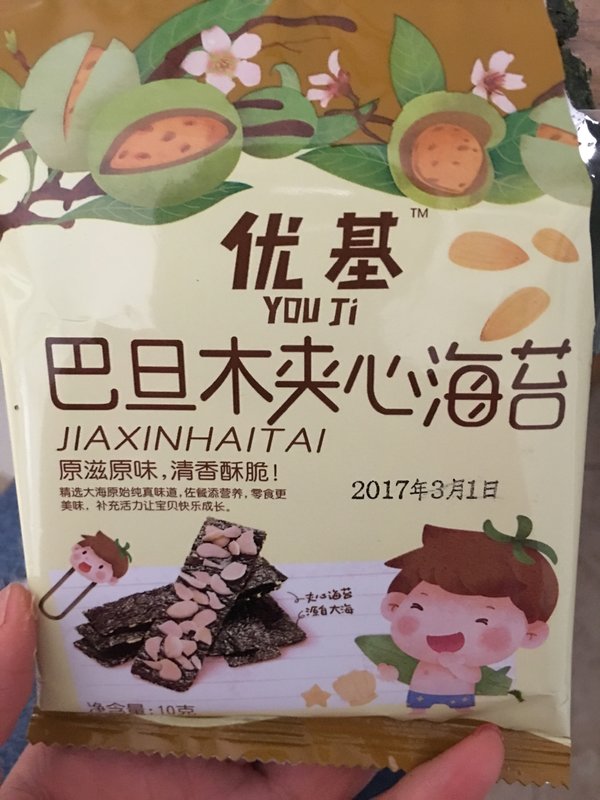 优基™
YOU Ji
巴旦木夹心海苔
JIAXINHAITAI
原滋原味，清香酥脆！
精选大海原始纯真味道，佐餐添营养，零食更
美味，补充活力让宝贝快乐成长。
2017年3月1日
夹心海苔
源自大海
净含量：10克